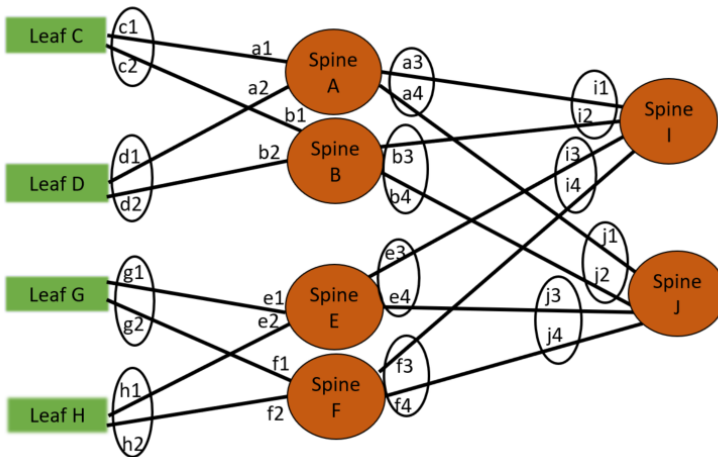 Leaf C
c1
c2
a1
a2
Spine
A
a3
a4
i1
i2
Spine
I
b1
b2
Spine
B
b3
b4
i3
i4
Leaf D
d1
d2
Leaf G
g1
g2
e1
e2
Spine
E
e3
e4
j1
j2
j3
j4
Spine
J
Leaf H
h1
h2
f1
f2
Spine
F
f3
f4